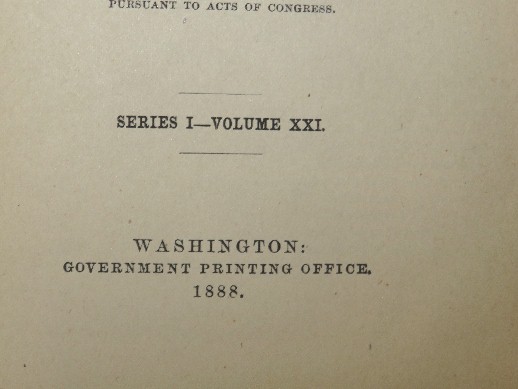 PURSUANT TO ACTS OF CONGRESS.
SERIES I—VOLUME XXI.
WASHINGTON:
GOVERNMENT PRINTING OFFICE.
1888.